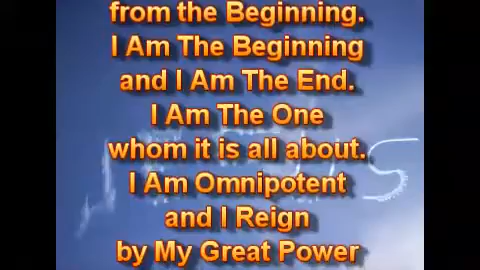 from the Beginning.
I Am The Beginning
and I Am The End.
I Am The One
whom it is all about.
I Am Omnipotent
and I Reign
by My Great Power